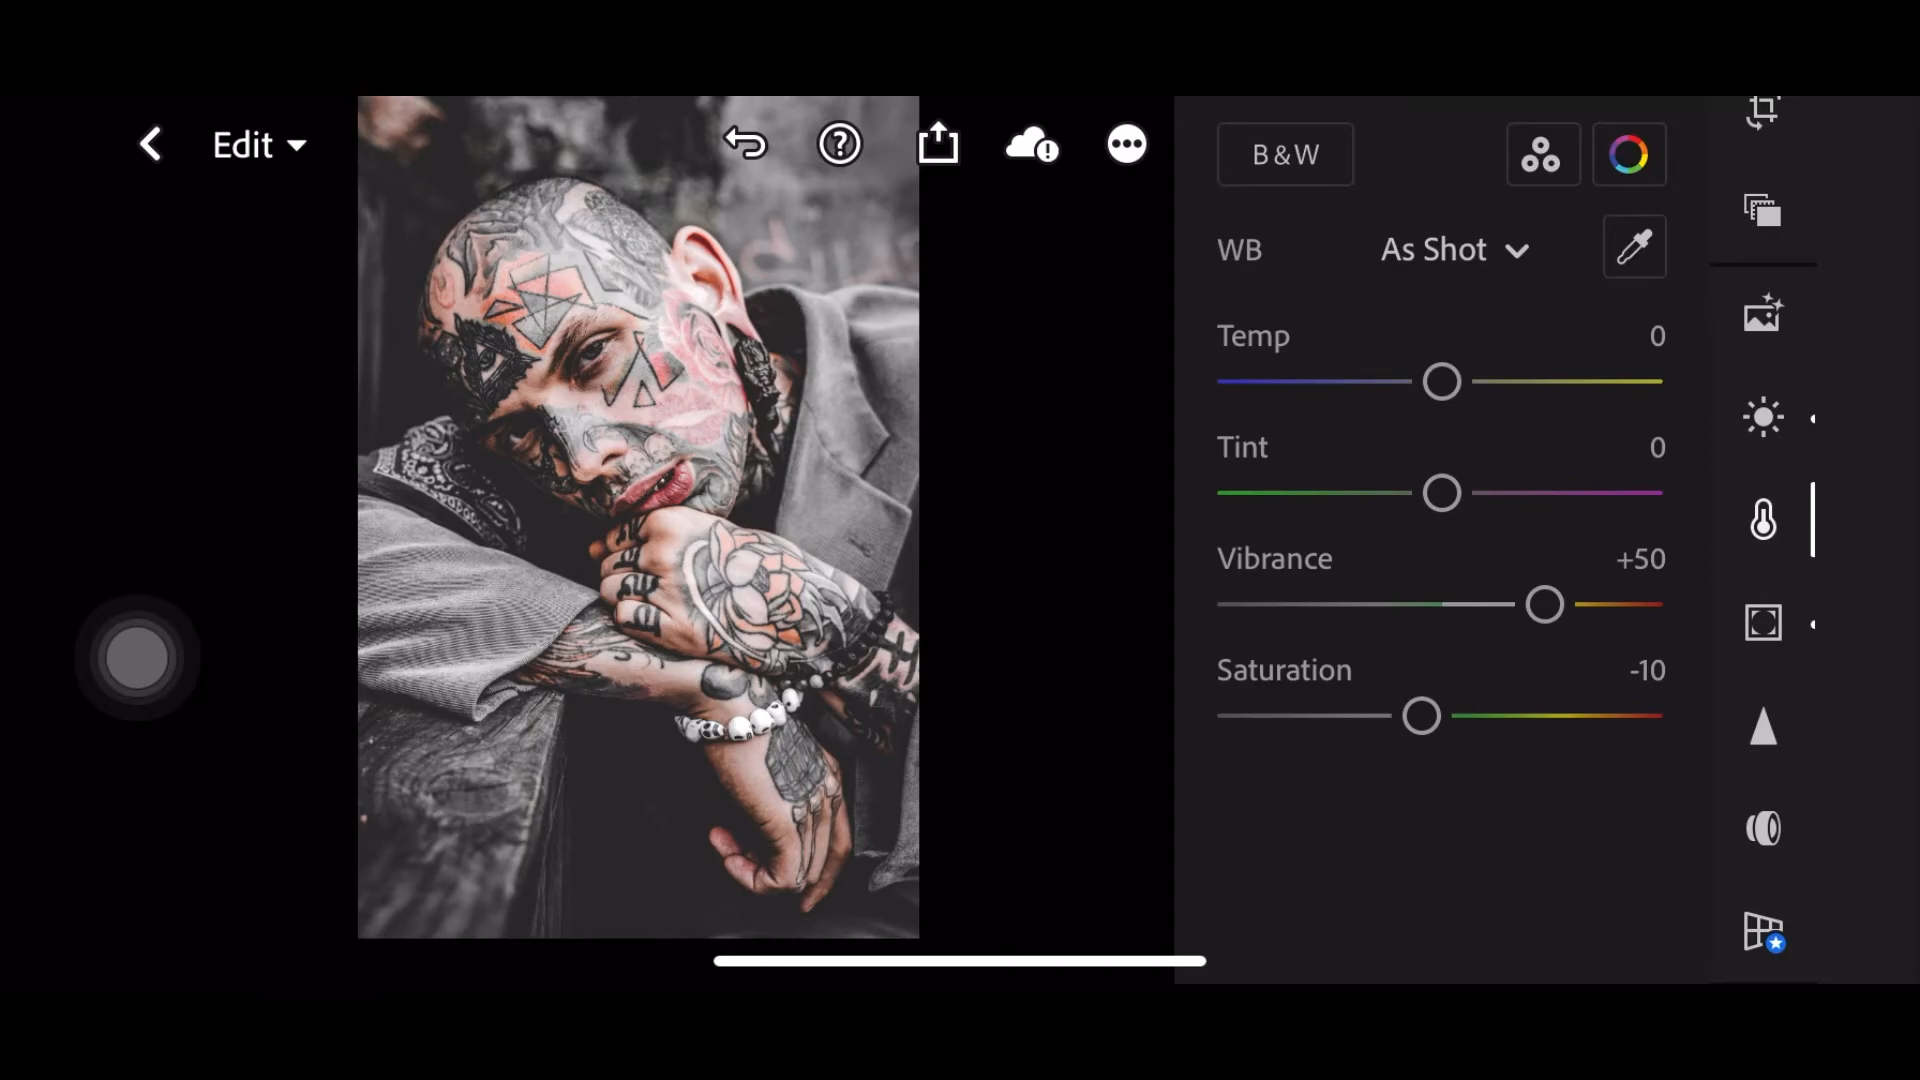 Edit
B&W
WB As Shot
Temp 0
Tint 0
Vibrance +50
Saturation -10